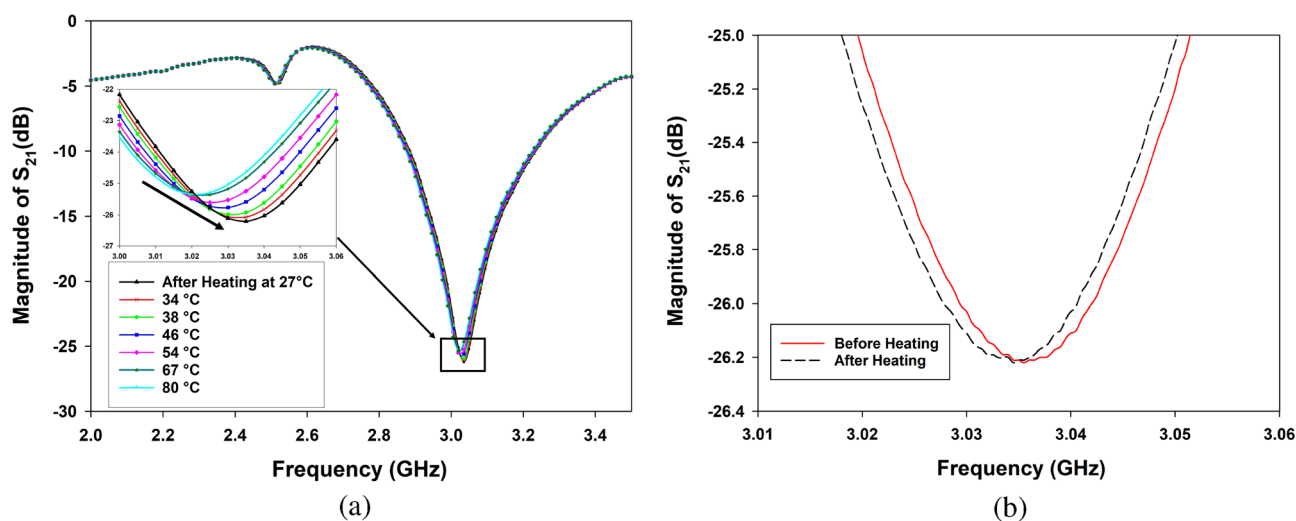 0
-5
-10
-15
-20
-25
-30
Magnitude of S21(dB)
-22
-23
-24
-25
-26
-27
3.00 3.01 3.02 3.03 3.04 3.05 3.06
After Heating at 27°C
34 °C
38 °C
46 °C
54 °C
67 °C
80 °C
2.0 2.2 2.4 2.6 2.8 3.0 3.2 3.4
Frequency (GHz)
(a)
-25.0
-25.2
-25.4
-25.6
-25.8
-26.0
-26.2
-26.4
Magnitude of S21(dB)
Before Heating
After Heating
3.01 3.02 3.03 3.04 3.05 3.06
Frequency (GHz)
(b)